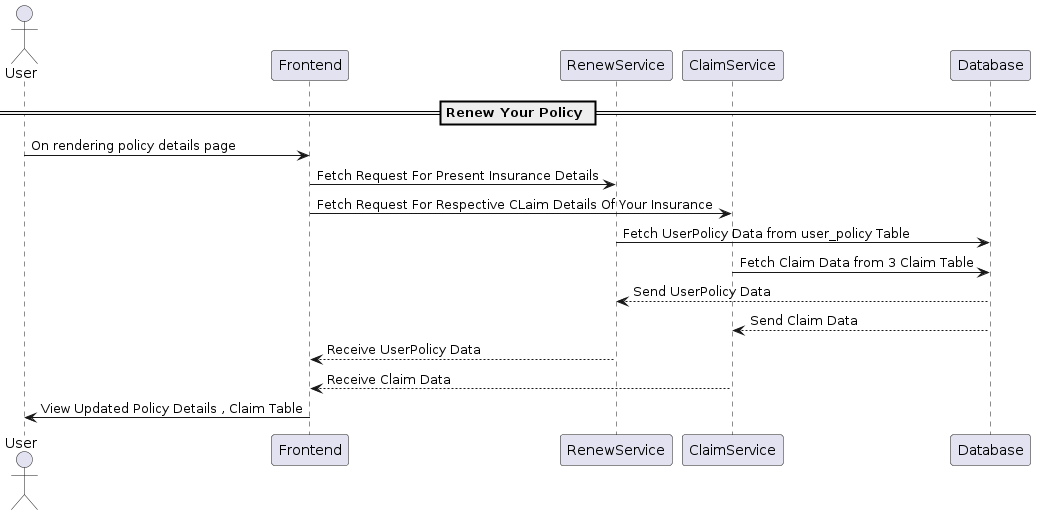 User
Frontend
RenewService
ClaimService
Database
Renew Your Policy
On rendering policy details page
Fetch Request For Present Insurance Details
Fetch Request For Respective CLaim Details Of Your Insurance
Fetch UserPolicy Data from user_policy Table
Fetch Claim Data from 3 Claim Table
Send UserPolicy Data
Send Claim Data
Receive UserPolicy Data
Receive Claim Data
View Updated Policy Details , Claim Table
User
Frontend
RenewService
ClaimService
Database